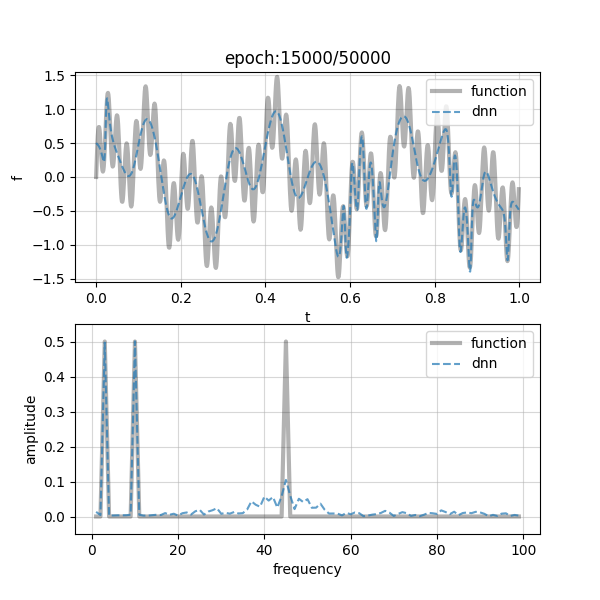 epoch:15000/50000
f
1.5
1.0
0.5
0.0
−0.5
−1.0
−1.5
function
dnn
0.0 0.2 0.4 0.6 0.8 1.0
t
amplitude
0.5
0.4
0.3
0.2
0.1
0.0
function
dnn
0 20 40 60 80 100
frequency